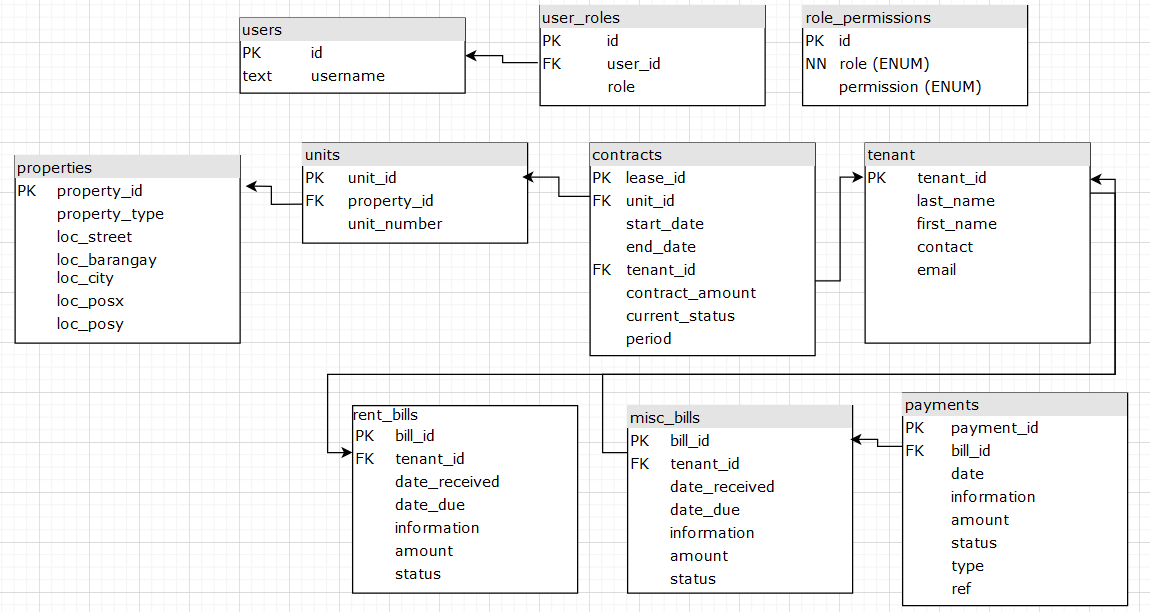 users
PK id
text username
user_roles
PK id
FK user_id
role
role_permissions
PK id
NN role (ENUM)
permission (ENUM)
properties
PK property_id
property_type
loc_street
loc_barangay
loc_city
loc_posx
loc_posy
units
PK unit_id
FK property_id
unit_number
contracts
PK lease_id
FK unit_id
start_date
end_date
FK tenant_id
contract_amount
current_status
period
tenant
PK tenant_id
last_name
first_name
contact
email
rent_bills
PK bill_id
FK tenant_id
date_received
date_due
information
amount
status
misc_bills
PK bill_id
FK tenant_id
date_received
date_due
information
amount
status
payments
PK payment_id
FK bill_id
date
information
amount
status
type
ref